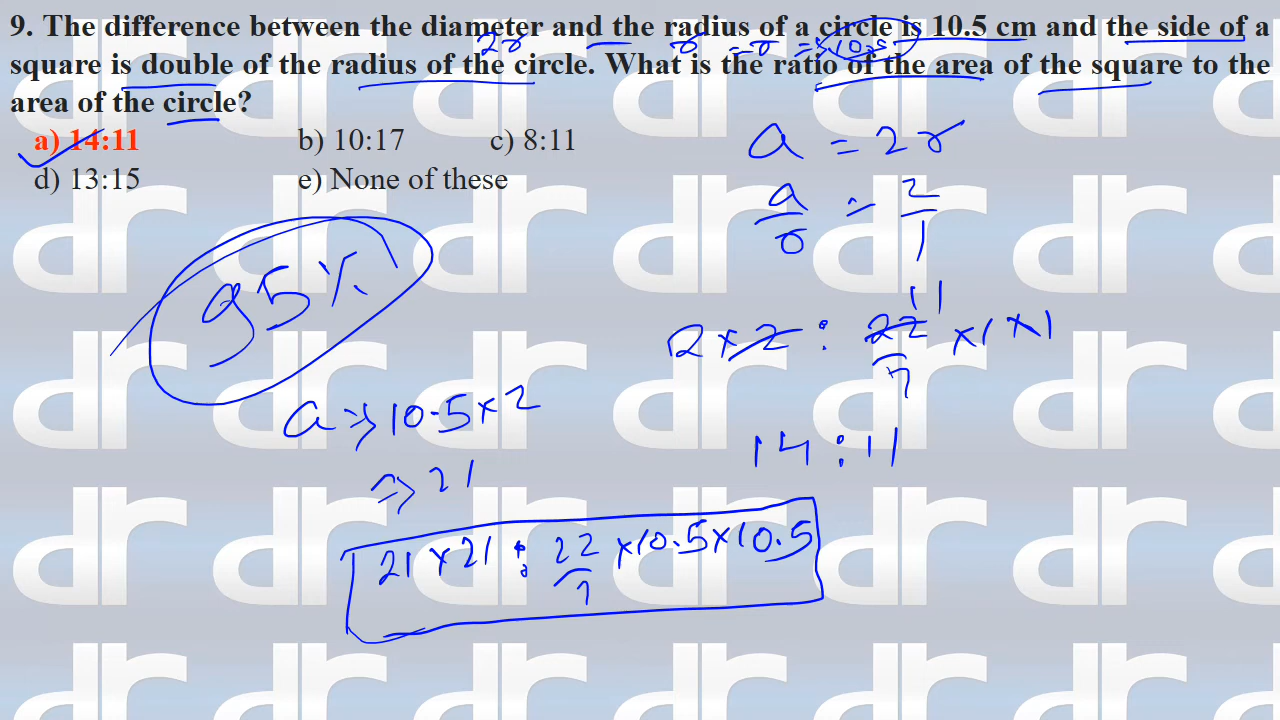 9. The difference between the diameter and the radius of a circle is 10.5 cm and the side of a
square is double of the radius of the circle. What is the ratio of the area of the square to the
area of the circle?
a) 14:11 b) 10:17 c) 8:11
d) 13:15 e) None of these
a = 2r
a/r = 2/1
95%
2 × 2 : 22/7 × 1 × 1
11
a ⇒ 10.5 × 2
14 : 11
⇒ 21
21 × 21 : 22/7 × 10.5 × 10.5